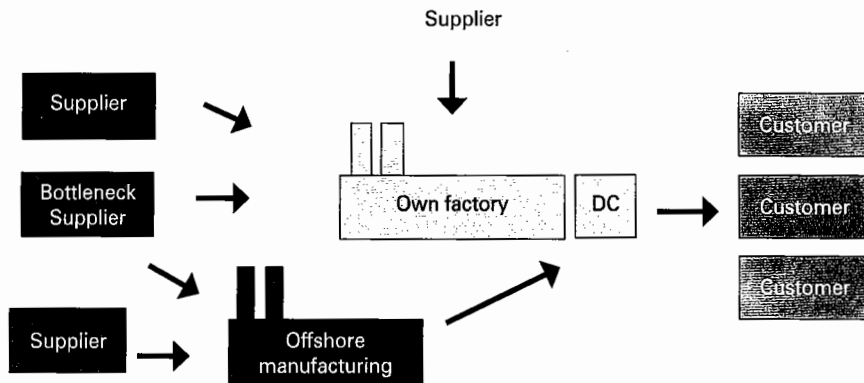 Supplier
Supplier
Customer
Bottleneck
Supplier
Own factory
DC
Customer
Customer
Supplier
Offshore
manufacturing